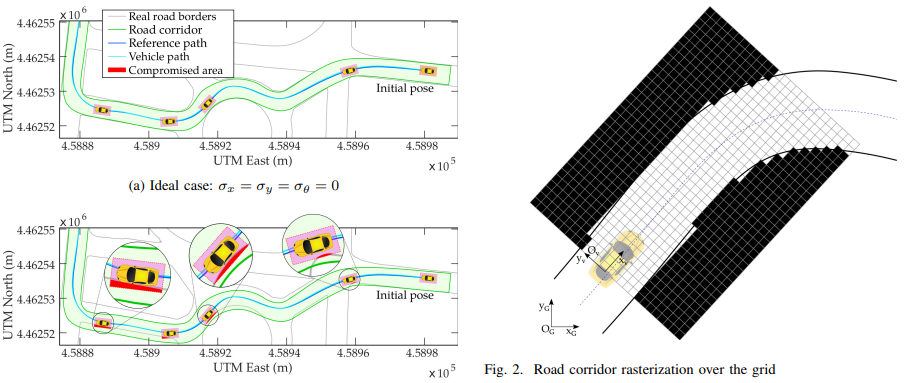 ×10⁶
4.46255
4.46254
4.46253
4.46252
UTM North (m)
Real road borders
Road corridor
Reference path
Vehicle path
Compromised area
Initial pose
4.5888 4.589 4.5892 4.5894 4.5896 4.5898
UTM East (m)
×10⁵
(a) Ideal case: σx = σy = σθ = 0
×10⁶
4.46255
4.46254
4.46253
4.46252
UTM North (m)
Initial pose
4.5888 4.589 4.5892 4.5894 4.5896 4.5898
UTM East (m)
×10⁵
yv Ov xv
yG
OG xG
Fig. 2. Road corridor rasterization over the grid